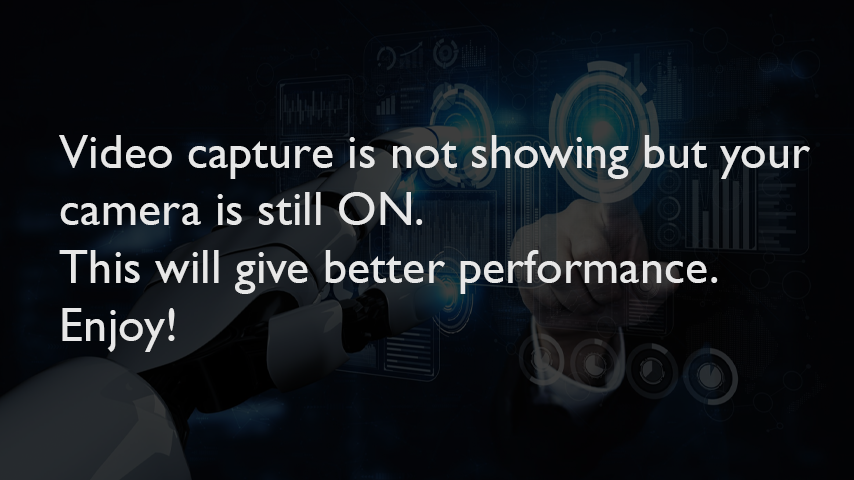 Video capture is not showing but your
camera is still ON.
This will give better performance.
Enjoy!